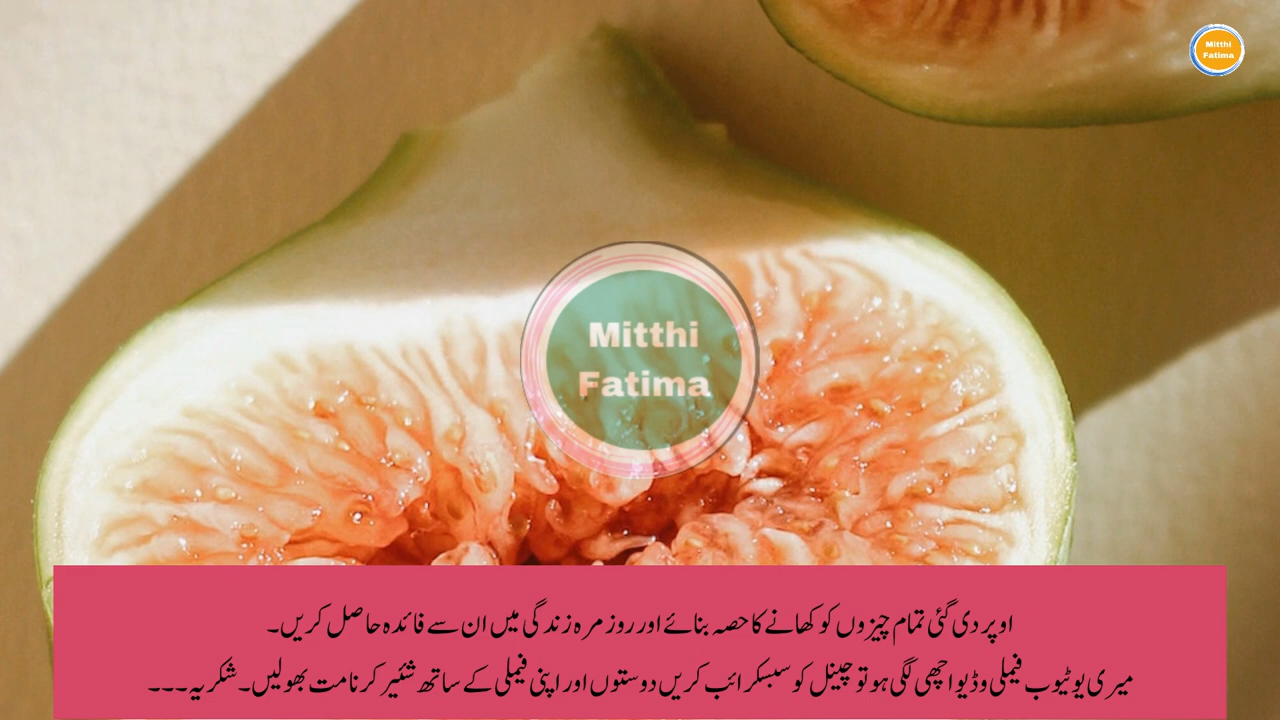 Mitthi
Fatima
Mitthi
Fatima
اوپر دی گئی تمام چیزوں کو کھانے کا حصہ بنائے اور روز مرہ زندگی میں ان سے فائدہ حاصل کریں۔
میری یوٹیوب فیملی وڈیو اچھی لگی ہو تو چینل کو سبسکرائب کریں دوستوں اور اپنی فیملی کے ساتھ شئیر کرنا مت بھولیں۔ شکریہ۔۔۔